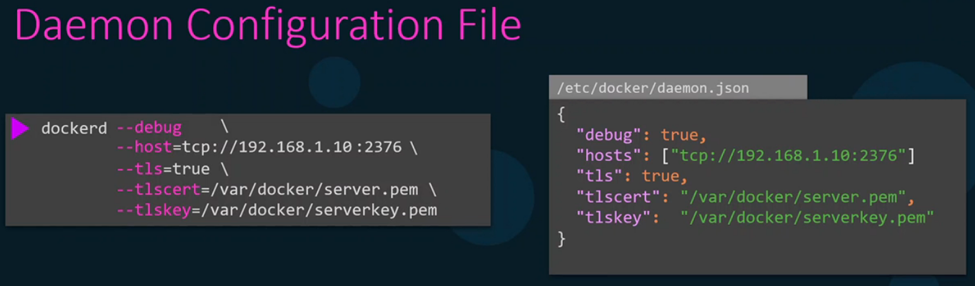 Daemon Configuration File
dockerd --debug \
--host=tcp://192.168.1.10:2376 \
--tls=true \
--tlscert=/var/docker/server.pem \
--tlskey=/var/docker/serverkey.pem
/etc/docker/daemon.json
{
"debug": true,
"hosts": ["tcp://192.168.1.10:2376"]
"tls": true,
"tlscert": "/var/docker/server.pem",
"tlskey": "/var/docker/serverkey.pem"
}